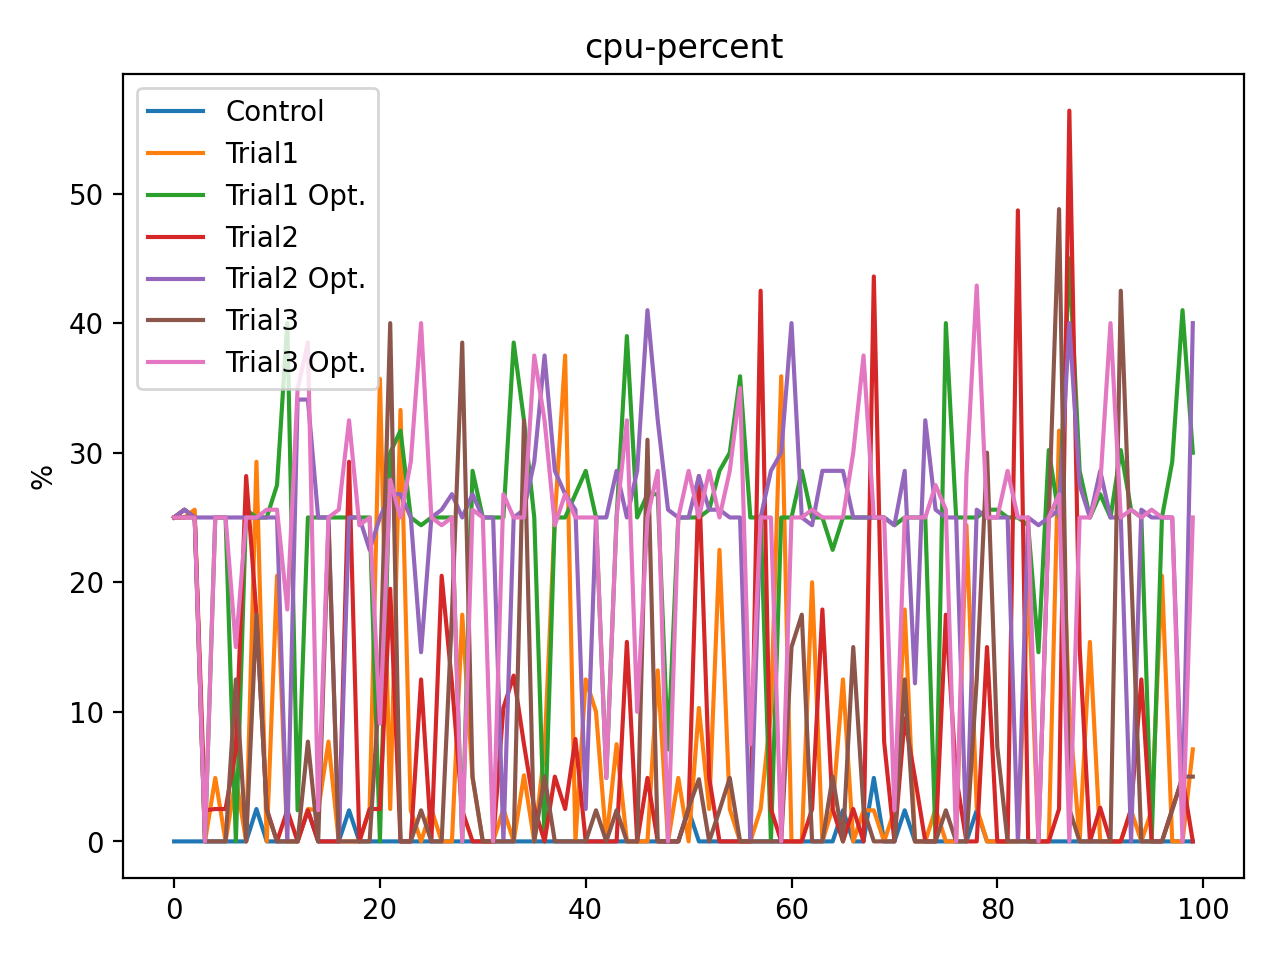 cpu-percent
Control
Trial1
Trial1 Opt.
Trial2
Trial2 Opt.
Trial3
Trial3 Opt.
%
50
40
30
20
10
0
0 20 40 60 80 100